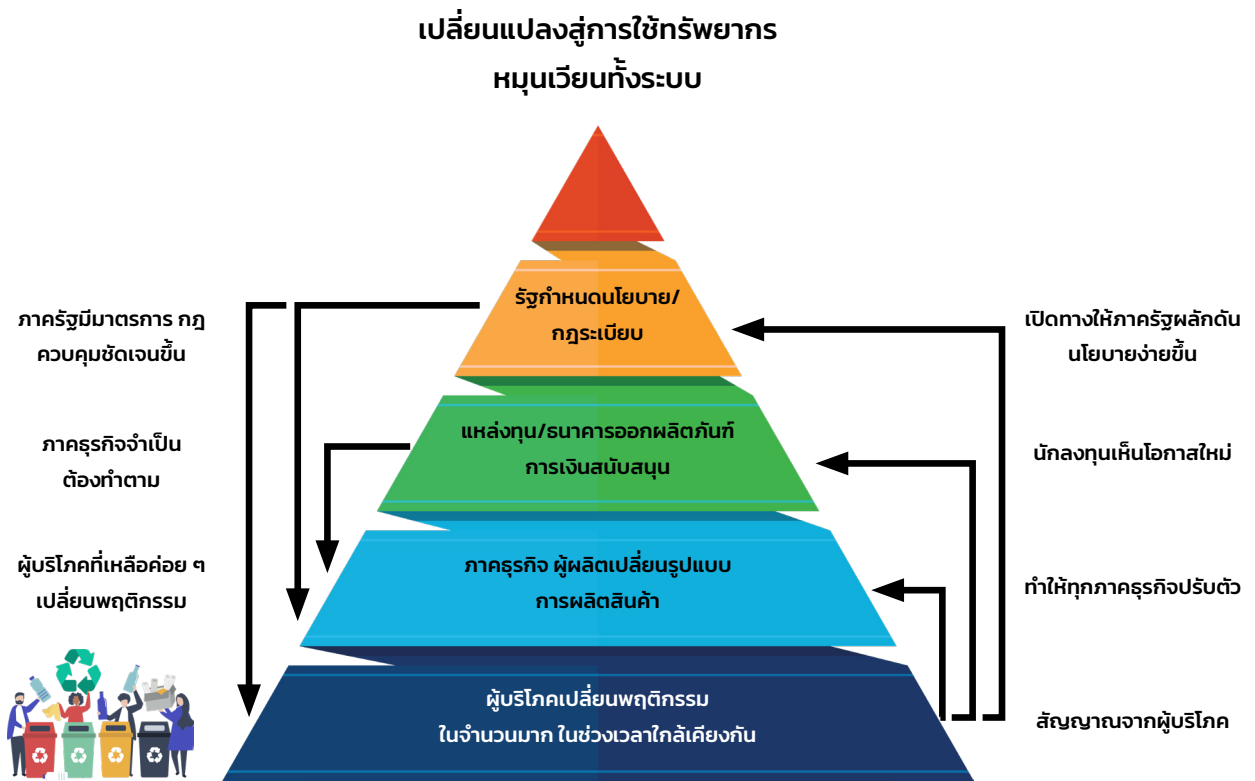 เปลี่ยนแปลงสู่การใช้ทรัพยากร
หมุนเวียนทั้งระบบ
รัฐกำหนดนโยบาย/
กฎระเบียบ
แหล่งทุน/ธนาคารออกผลิตภัณฑ์
การเงินสนับสนุน
ภาคธุรกิจ ผู้ผลิตเปลี่ยนรูปแบบ
การผลิตสินค้า
ผู้บริโภคเปลี่ยนพฤติกรรม
ในจำนวนมาก ในช่วงเวลาใกล้เคียงกัน
ภาครัฐมีมาตรการ กฎ
ควบคุมชัดเจนขึ้น
ภาคธุรกิจจำเป็น
ต้องทำตาม
ผู้บริโภคที่เหลือค่อย ๆ
เปลี่ยนพฤติกรรม
เปิดทางให้ภาครัฐผลักดัน
นโยบายง่ายขึ้น
นักลงทุนเห็นโอกาสใหม่
ทำให้ทุกภาคธุรกิจปรับตัว
สัญญาณจากผู้บริโภค